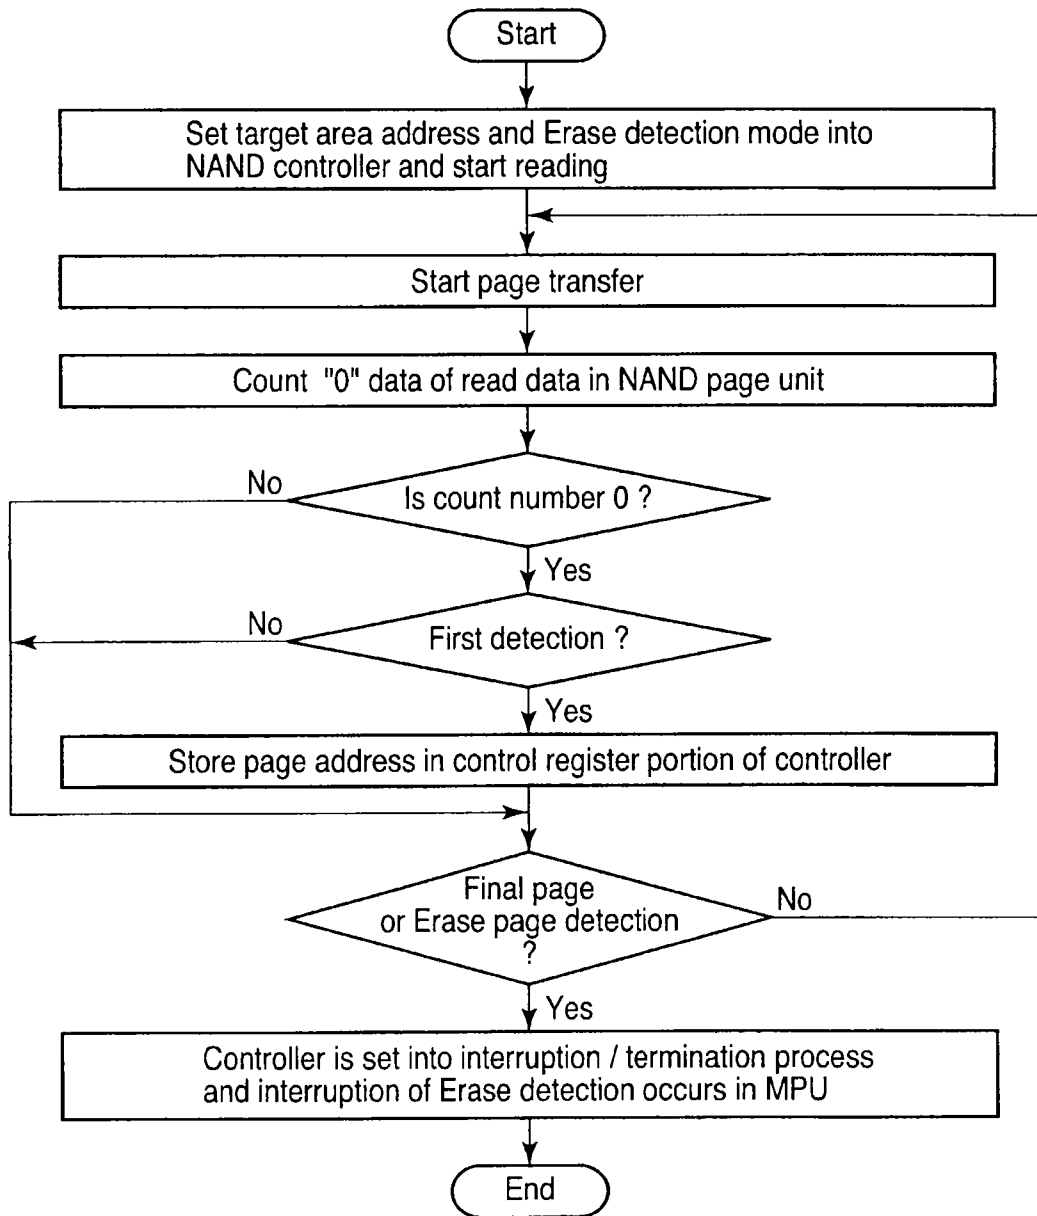 Start
Set target area address and Erase detection mode into
NAND controller and start reading
Start page transfer
Count "0" data of read data in NAND page unit
No
Is count number 0 ?
Yes
No
First detection ?
Yes
Store page address in control register portion of controller
Final page
or Erase page detection
?
No
Yes
Controller is set into interruption / termination process
and interruption of Erase detection occurs in MPU
End